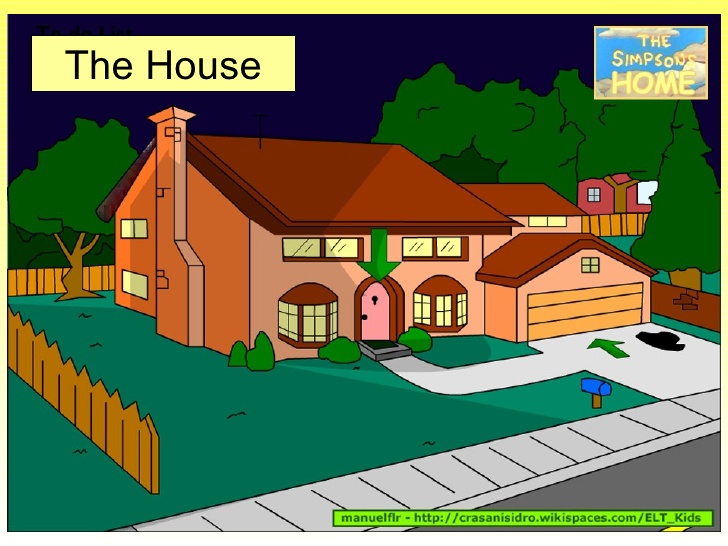 The House
THE
SIMPSONS
HOME
manuelflr - http://crasanisidro.wikispaces.com/ELT_Kids